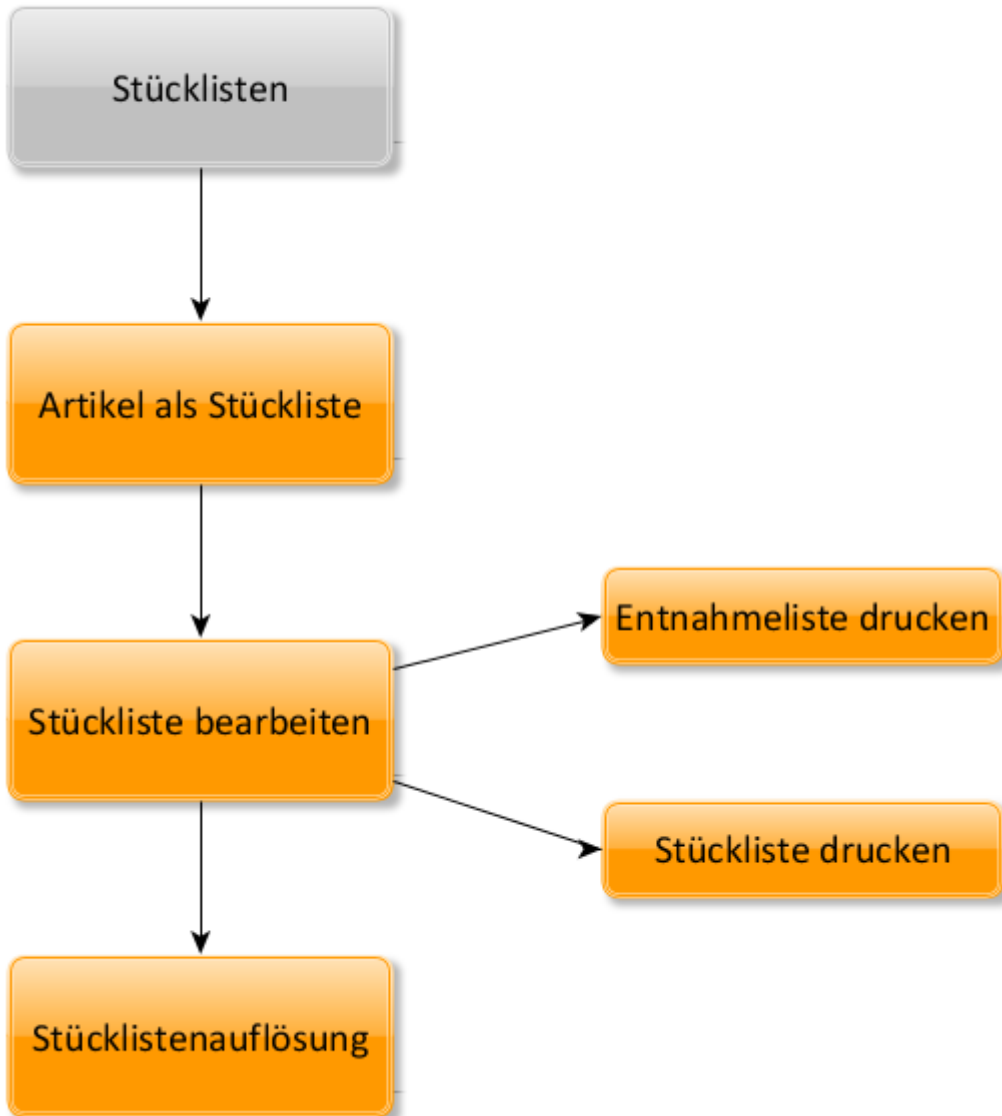 Stücklisten
Artikel als Stückliste
Entnahmeliste drucken
Stückliste bearbeiten
Stückliste drucken
Stücklistenauflösung